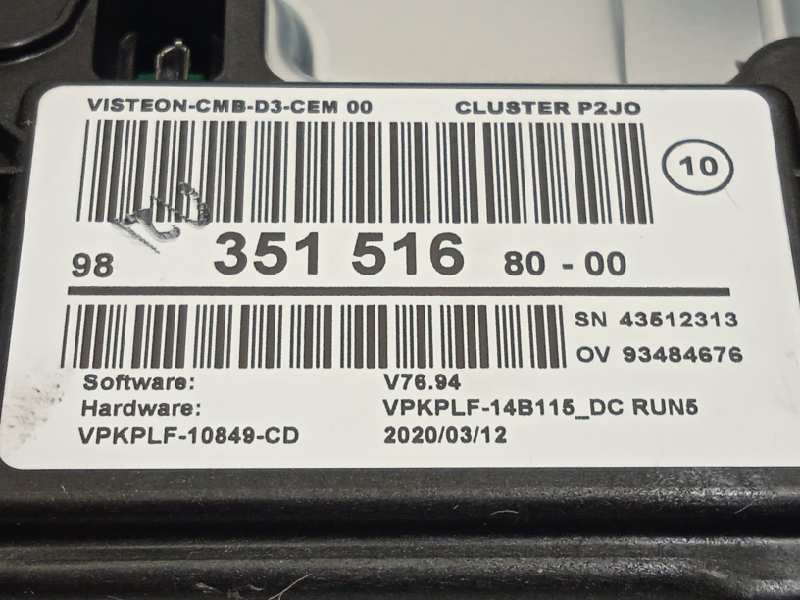 VISTEON-CMB-D3-CEM 00 CLUSTER P2JO
10
98 351 516 80 - 00
SN 43512313
OV 93484676
Software: V76.94
Hardware: VPKPLF-14B115_DC RUN5
VPKPLF-10849-CD 2020/03/12